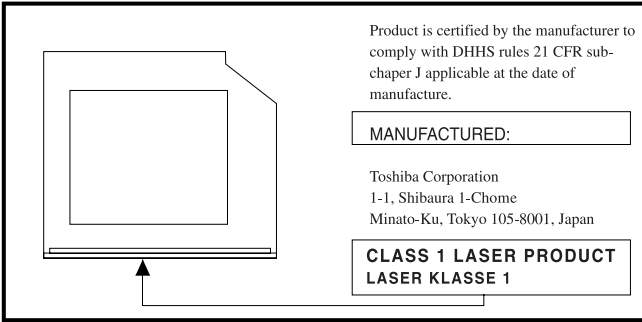 Product is certified by the manufacturer to
comply with DHHS rules 21 CFR sub-
chaper J applicable at the date of
manufacture.
MANUFACTURED:
Toshiba Corporation
1-1, Shibaura 1-Chome
Minato-Ku, Tokyo 105-8001, Japan
CLASS 1 LASER PRODUCT
LASER KLASSE 1